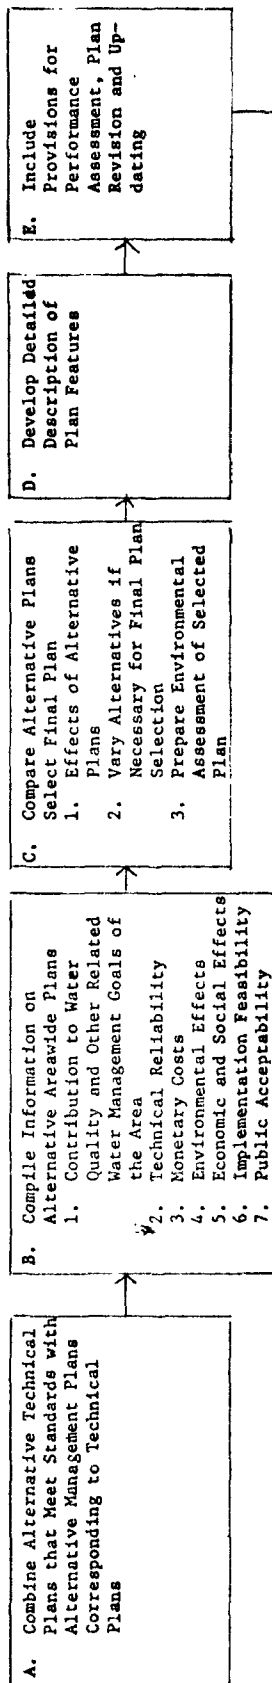 A. Combine Alternative Technical
Plans that Meet Standards with
Alternative Management Plans
Corresponding to Technical
Plans
B. Compile Information on
Alternative Areawide Plans
1. Contribution to Water
Quality and Other Related
Water Management Goals of
the Area
2. Technical Reliability
3. Monetary Costs
4. Environmental Effects
5. Economic and Social Effects
6. Implementation Feasibility
7. Public Acceptability
C. Compare Alternative Plans
Select Final Plan
1. Effects of Alternative
Plans
2. Vary Alternatives if
Necessary for Final Plan
Selection
3. Prepare Environmental
Assessment of Selected
Plan
D. Develop Detailed
Description of
Plan Features
E. Include
Provisions for
Performance
Assessment, Plan
Revision and Up-
dating